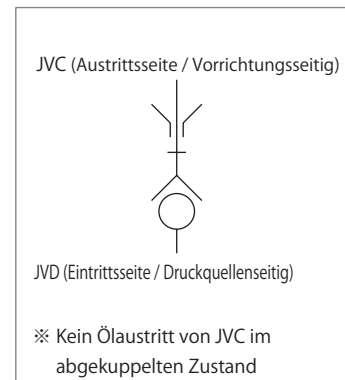 JVC (Austrittsseite / Vorrichtungsseitig)
JVD (Eintrittsseite / Druckquellenseitig)
※ Kein Ölaustritt von JVC im
abgekuppelten Zustand